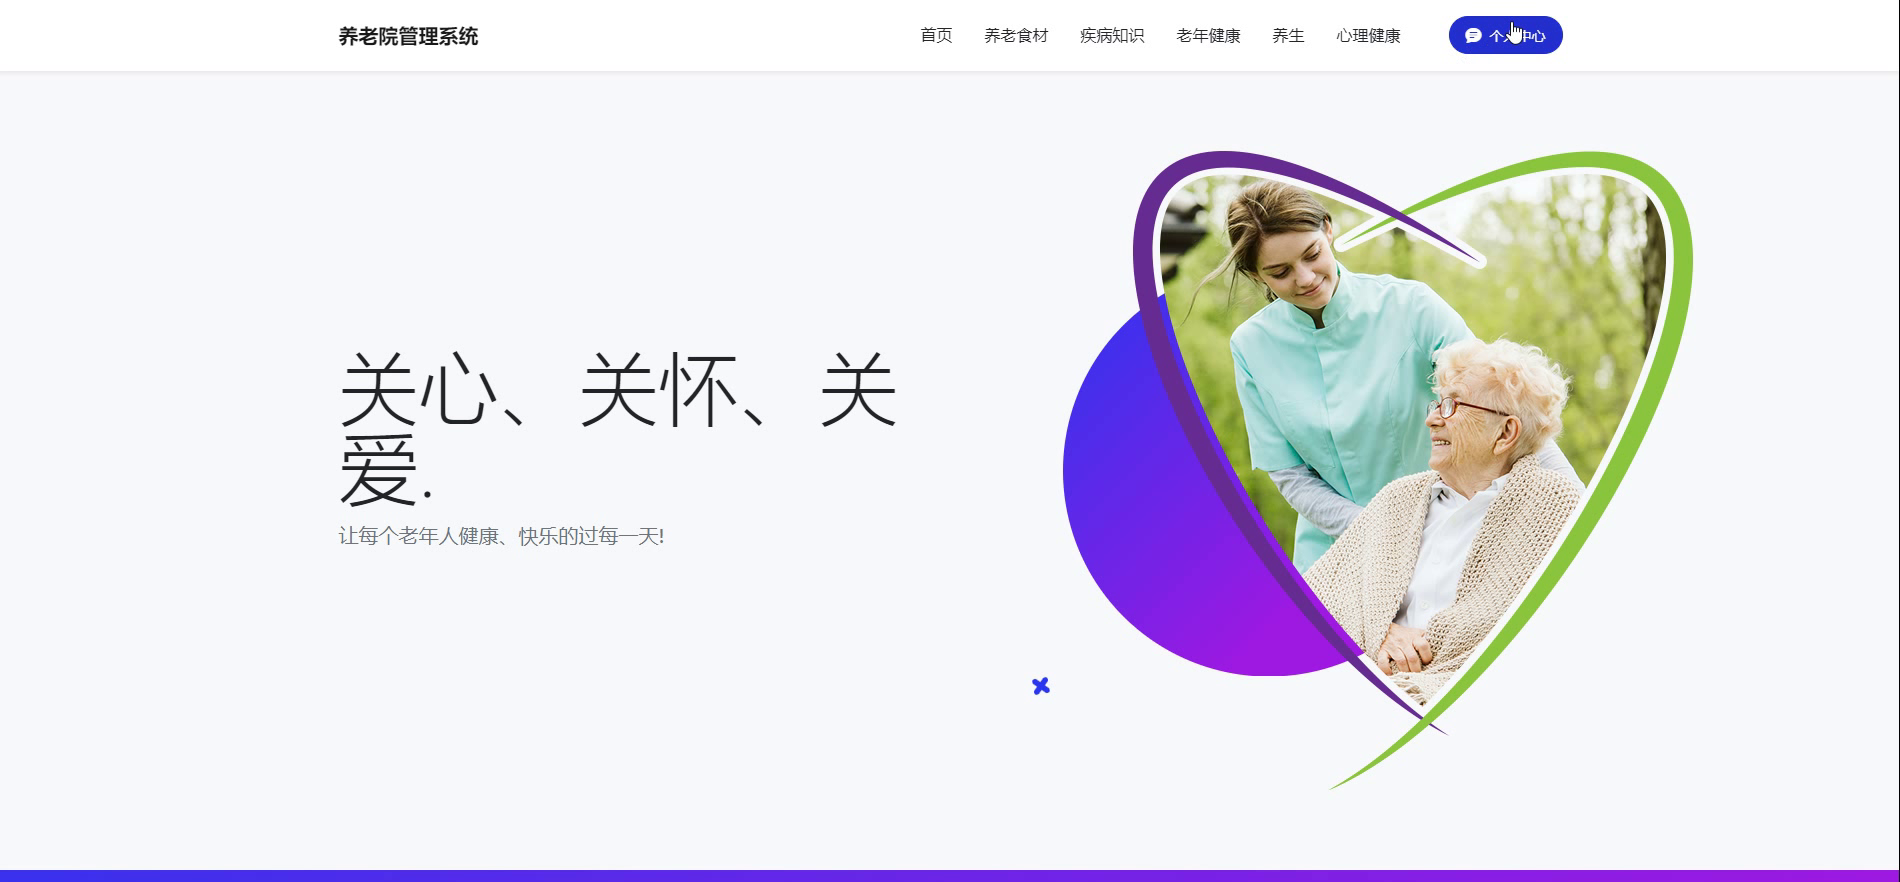 养老院管理系统
首页 养老食材 疾病知识 老年健康 养生 心理健康 个人中心
关心、关怀、关
爱.
让每个老年人健康、快乐的过每一天!